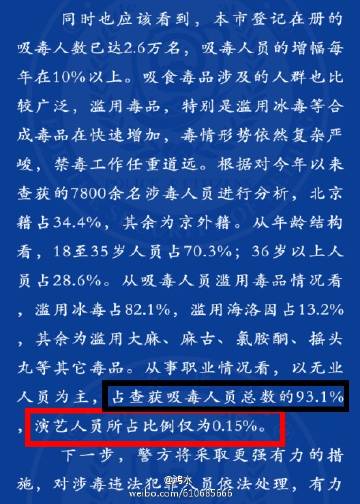 同时也应该看到，本市登记在册的
吸毒人数已达2.6万名，吸毒人员的增幅每
年在10%以上。吸食毒品涉及的人群也比
较广泛，滥用毒品，特别是滥用冰毒等合
成毒品在快速增加，毒情形势依然复杂严
峻，禁毒工作任重道远。根据对今年以来
查获的7800余名涉毒人员进行分析，北京
籍占34.4%，其余为京外籍。从年龄结构
看，18至35岁人员占70.3%；36岁以上人
员占28.6%。从吸毒人员滥用毒品情况看
，滥用冰毒占82.1%，滥用海洛因占13.2%
，其余为滥用大麻、麻古、氯胺酮、摇头
丸等其它毒品。从事职业情况看，以无业
人员为主，占查获吸毒人员总数的93.1%
，演艺人员所占比例仅为0.15%。
下一步，警方将采取更强有力的措
施，对涉毒违法犯罪人员依法处理，有力
weibo.com/610685666